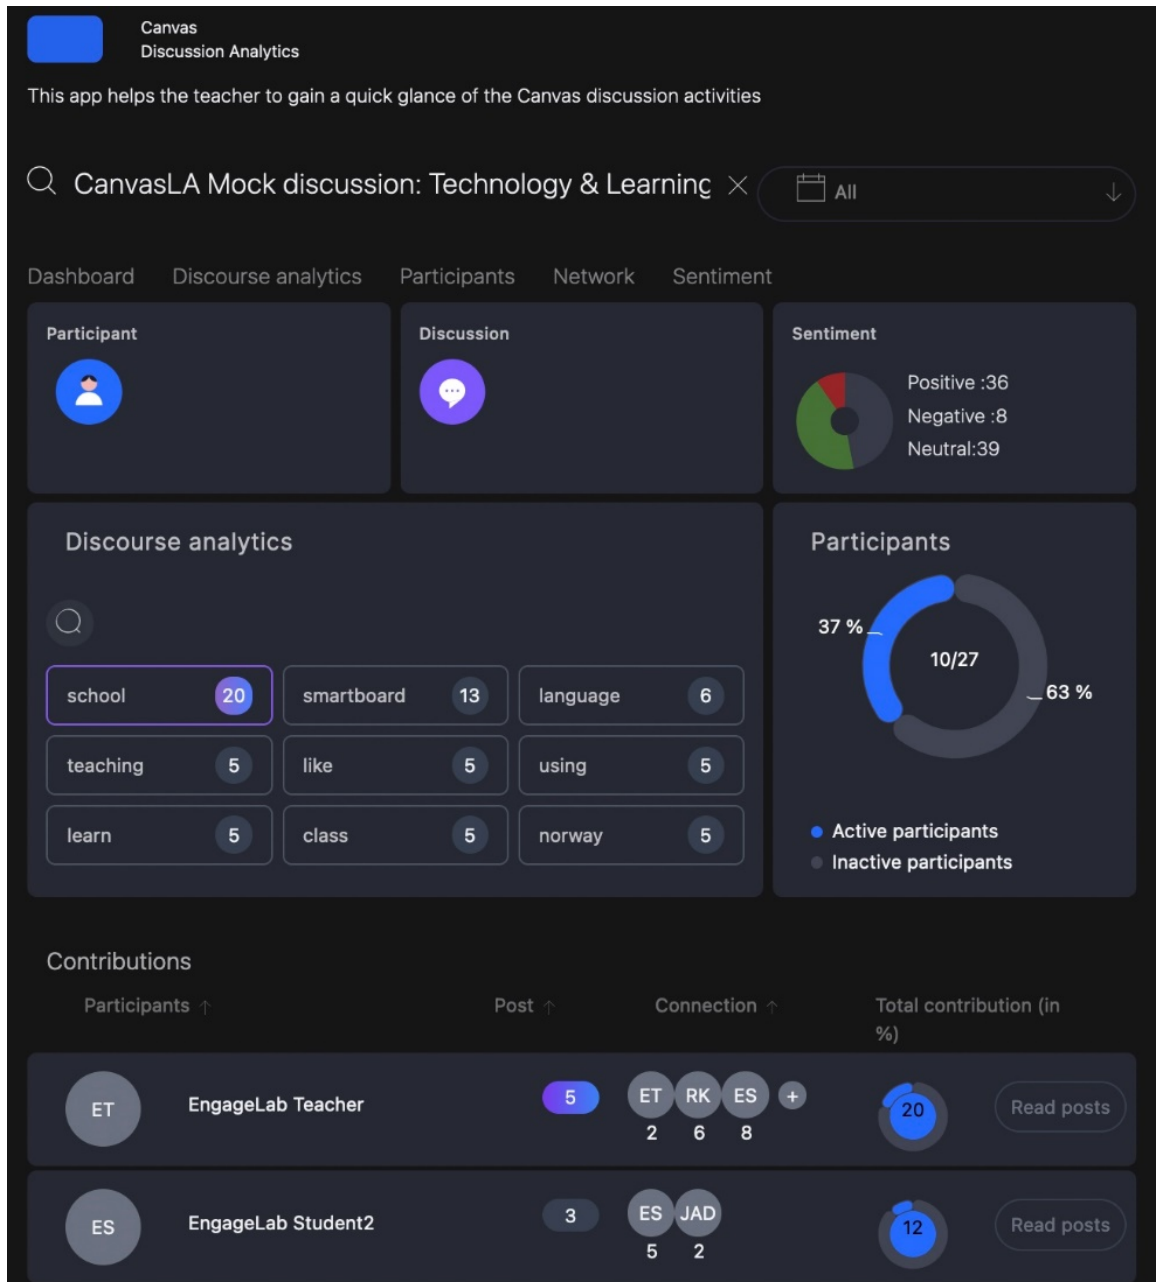 Canvas
Discussion Analytics
This app helps the teacher to gain a quick glance of the Canvas discussion activities
CanvasLA Mock discussion: Technology & Learning
All
Dashboard Discourse analytics Participants Network Sentiment
Participant
Discussion
Sentiment
Positive :36
Negative :8
Neutral:39
Discourse analytics
school 20 smartboard 13 language 6
teaching 5 like 5 using 5
learn 5 class 5 norway 5
Participants
37 %
10/27
63 %
Active participants
Inactive participants
Contributions
Participants ↑ Post ↑ Connection ↑ Total contribution (in
%)
ET EngageLab Teacher 5 ET RK ES + 20 Read posts
2 6 8
ES EngageLab Student2 3 ES JAD 12 Read posts
5 2